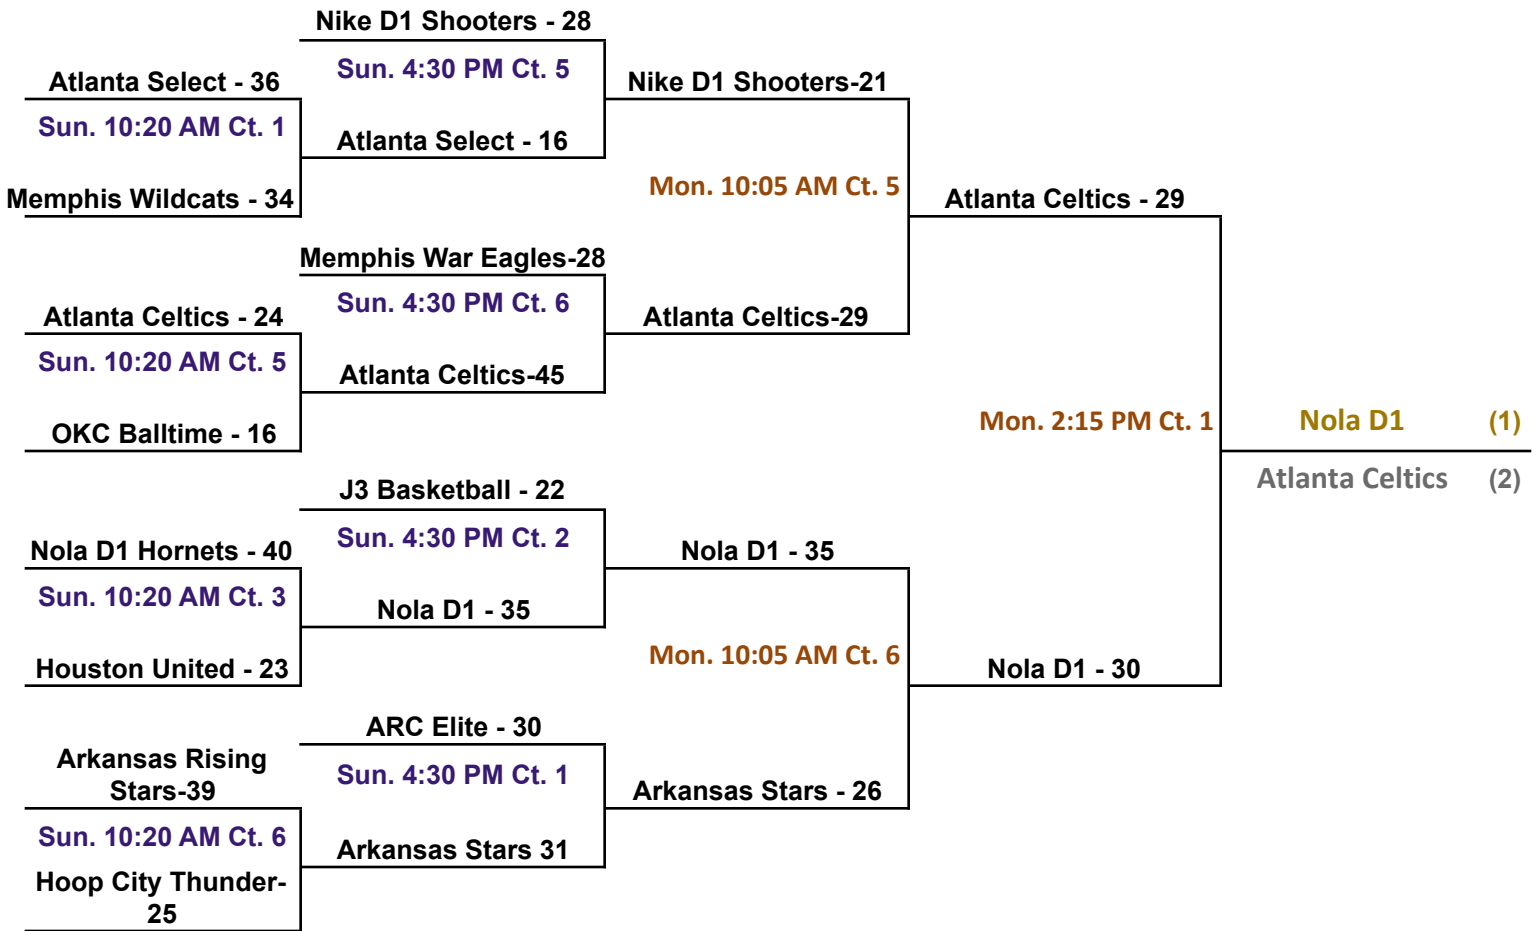 Nike D1 Shooters - 28
Atlanta Select - 36
Sun. 4:30 PM Ct. 5
Nike D1 Shooters-21
Sun. 10:20 AM Ct. 1
Atlanta Select - 16
Memphis Wildcats - 34
Mon. 10:05 AM Ct. 5
Atlanta Celtics - 29
Memphis War Eagles-28
Atlanta Celtics - 24
Sun. 4:30 PM Ct. 6
Atlanta Celtics-29
Sun. 10:20 AM Ct. 5
Atlanta Celtics-45
OKC Balltime - 16
Mon. 2:15 PM Ct. 1
Nola D1 (1)
Atlanta Celtics (2)
J3 Basketball - 22
Nola D1 Hornets - 40
Sun. 4:30 PM Ct. 2
Nola D1 - 35
Sun. 10:20 AM Ct. 3
Nola D1 - 35
Houston United - 23
Mon. 10:05 AM Ct. 6
Nola D1 - 30
ARC Elite - 30
Arkansas Rising
Stars-39
Sun. 4:30 PM Ct. 1
Arkansas Stars - 26
Sun. 10:20 AM Ct. 6
Arkansas Stars 31
Hoop City Thunder-
25